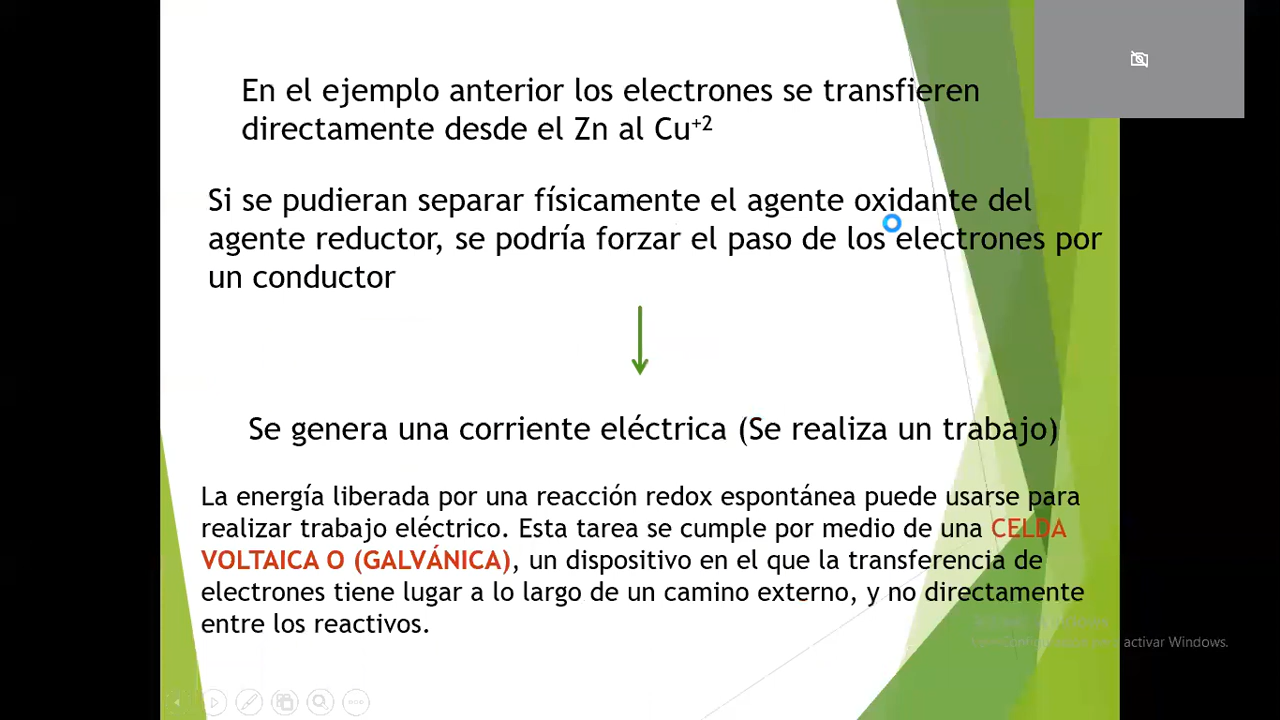 En el ejemplo anterior los electrones se transfieren
directamente desde el Zn al Cu⁺²
Si se pudieran separar físicamente el agente oxidante del
agente reductor, se podría forzar el paso de los electrones por
un conductor
Se genera una corriente eléctrica (Se realiza un trabajo)
La energía liberada por una reacción redox espontánea puede usarse para
realizar trabajo eléctrico. Esta tarea se cumple por medio de una CELDA
VOLTAICA O (GALVÁNICA), un dispositivo en el que la transferencia de
electrones tiene lugar a lo largo de un camino externo, y no directamente
entre los reactivos.
activar Windows.